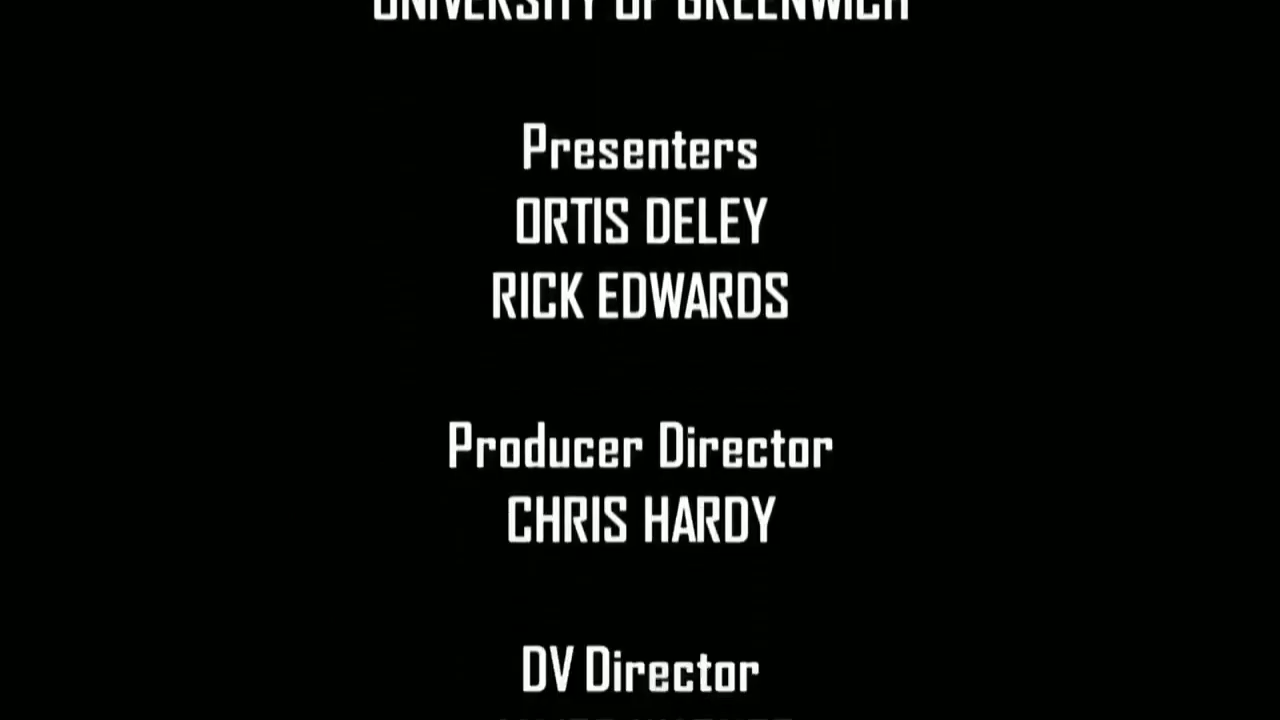 UNIVERSITY OF GREENWICH
Presenters
ORTIS DELEY
RICK EDWARDS
Producer Director
CHRIS HARDY
DV Director